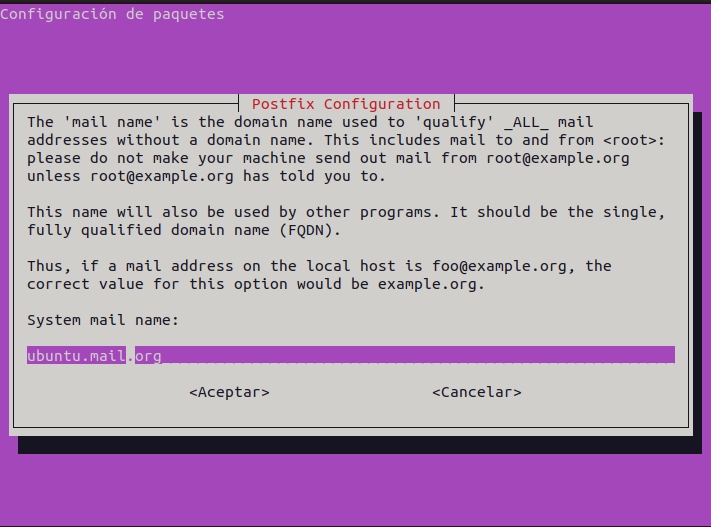 Configuración de paquetes
Postfix Configuration
The 'mail name' is the domain name used to 'qualify' _ALL_ mail
addresses without a domain name. This includes mail to and from <root>:
please do not make your machine send out mail from root@example.org
unless root@example.org has told you to.
This name will also be used by other programs. It should be the single,
fully qualified domain name (FQDN).
Thus, if a mail address on the local host is foo@example.org, the
correct value for this option would be example.org.
System mail name:
ubuntu.mail.org
<Aceptar> <Cancelar>